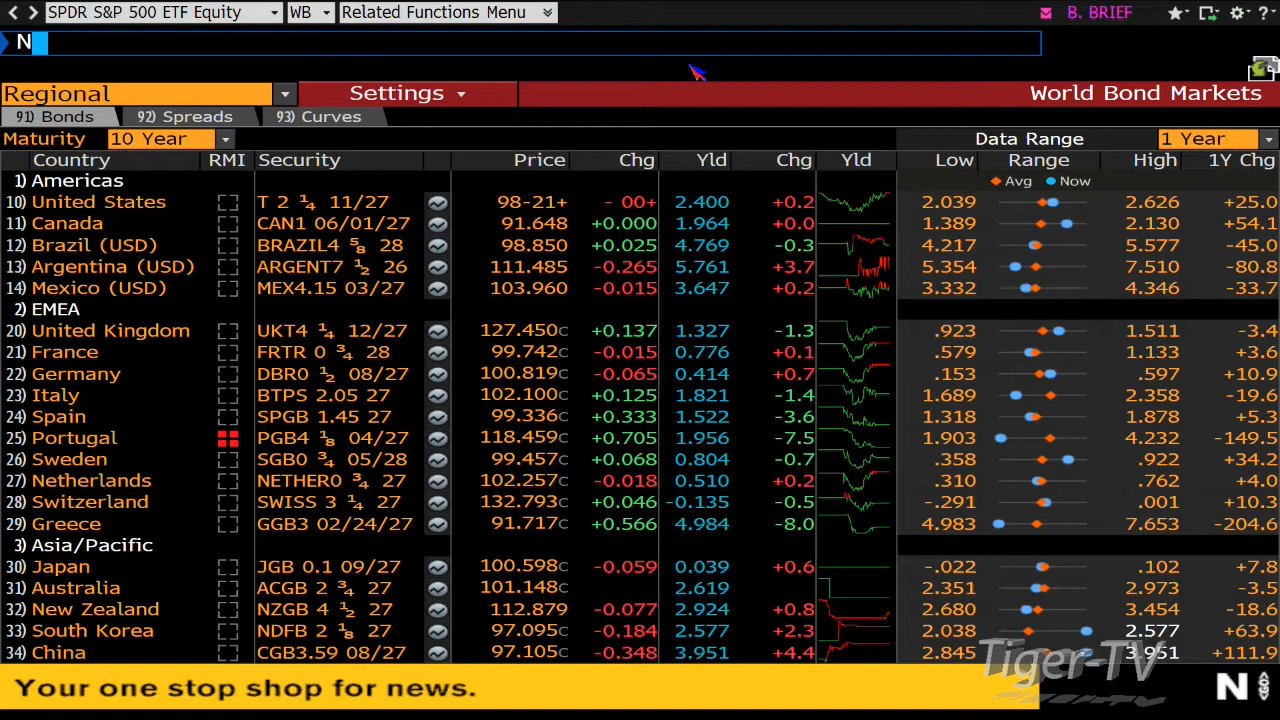 SPDR S&P 500 ETF Equity WB Related Functions Menu B. BRIEF ?
N
Regional Settings World Bond Markets
91) Bonds 92) Spreads 93) Curves
Maturity 10 Year Data Range 1 Year
Country RMI Security Price Chg Yld Chg Yld Low Range High 1Y Chg
1) Americas Avg Now
10) United States T 2 ¼ 11/27 98-21+ - 00+ 2.400 +0.2 2.039 2.626 +25.0
11) Canada CAN1 06/01/27 91.648 +0.000 1.964 +0.0 1.389 2.130 +54.1
12) Brazil (USD) BRAZIL4 ⅝ 28 98.850 +0.025 4.769 -0.3 4.217 5.577 -45.0
13) Argentina (USD) ARGENT7 ½ 26 111.485 -0.265 5.761 +3.7 5.354 7.510 -80.8
14) Mexico (USD) MEX4.15 03/27 103.960 -0.015 3.647 +0.2 3.332 4.346 -33.7
2) EMEA
20) United Kingdom UKT4 ¼ 12/27 127.450c +0.137 1.327 -1.3 .923 1.511 -3.4
21) France FRTR 0 ¾ 28 99.742c -0.015 0.776 +0.1 .579 1.133 +3.6
22) Germany DBR0 ½ 08/27 100.819c -0.065 0.414 +0.7 .153 .597 +10.9
23) Italy BTPS 2.05 27 102.100c +0.125 1.821 -1.4 1.689 2.358 -19.6
24) Spain SPGB 1.45 27 99.336c +0.333 1.522 -3.6 1.318 1.878 +5.3
25) Portugal PGB4 ⅛ 04/27 118.459c +0.705 1.956 -7.5 1.903 4.232 -149.5
26) Sweden SGB0 ¾ 05/28 99.457c +0.068 0.804 -0.7 .358 .922 +34.2
27) Netherlands NETHER0 ¾ 27 102.257c -0.018 0.510 +0.2 .310 .762 +4.0
28) Switzerland SWISS 3 ½ 27 132.793c +0.046 -0.135 -0.5 -.291 .001 +10.3
29) Greece GGB3 02/24/27 91.717c +0.566 4.984 -8.0 4.983 7.653 -204.6
3) Asia/Pacific
30) Japan JGB 0.1 09/27 100.598c -0.059 0.039 +0.6 -.022 .102 +7.8
31) Australia ACGB 2 ¾ 27 101.148c 2.619 2.351 2.973 -3.5
32) New Zealand NZGB 4 ½ 27 112.879 -0.077 2.924 +0.8 2.680 3.454 -18.6
33) South Korea NDFB 2 ⅛ 27 97.095c -0.184 2.577 +2.3 2.038 2.577 +63.9
34) China CGB3.59 08/27 97.105c -0.348 3.951 +4.4 2.845 3.951 +111.9
Tiger-TV
Your one stop shop for news. N <GO>